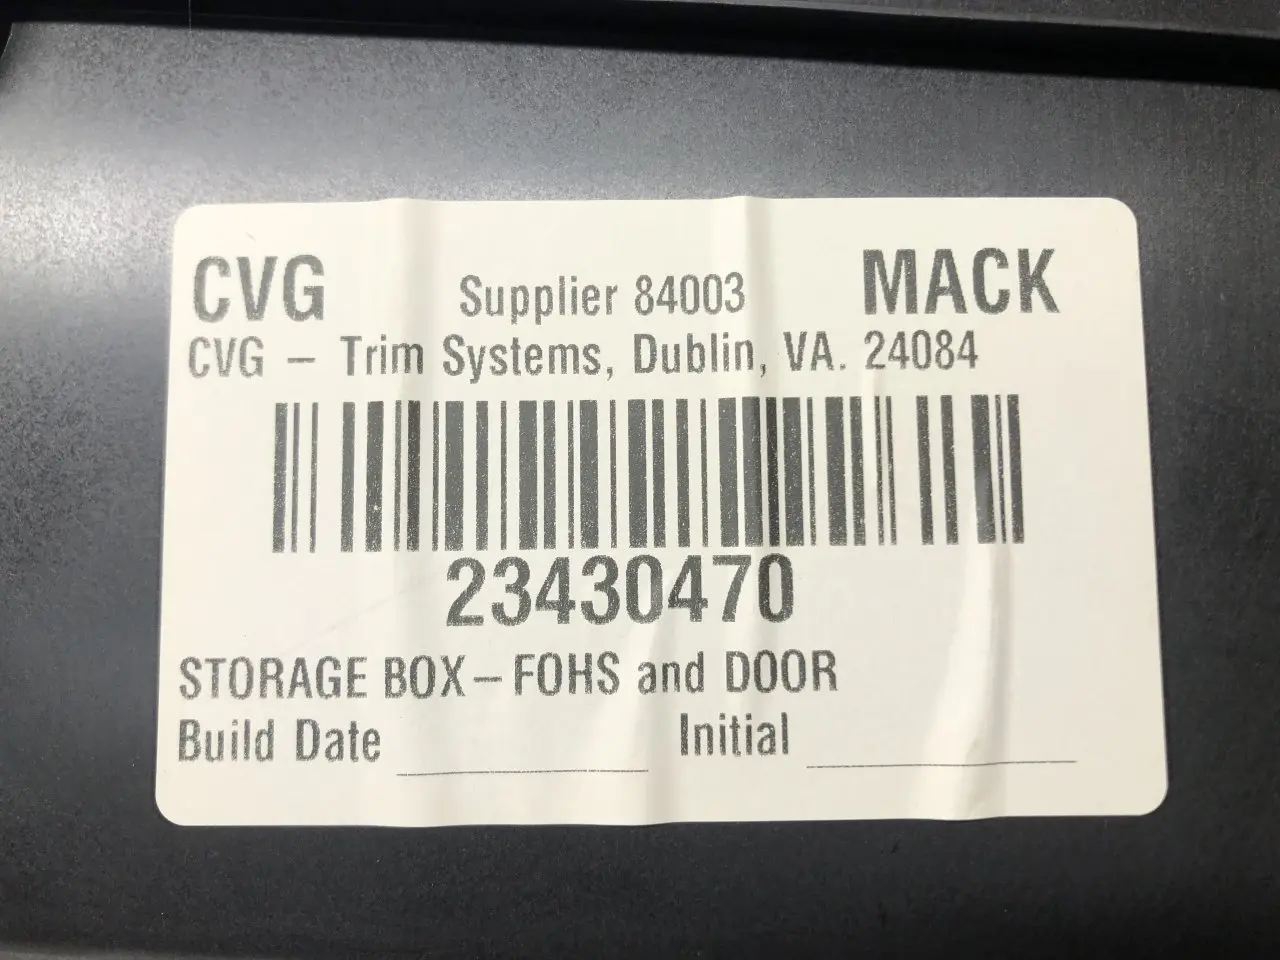 CVG Supplier 84003 MACK
CVG – Trim Systems, Dublin, VA. 24084
23430470
STORAGE BOX – FOHS and DOOR
Build Date Initial